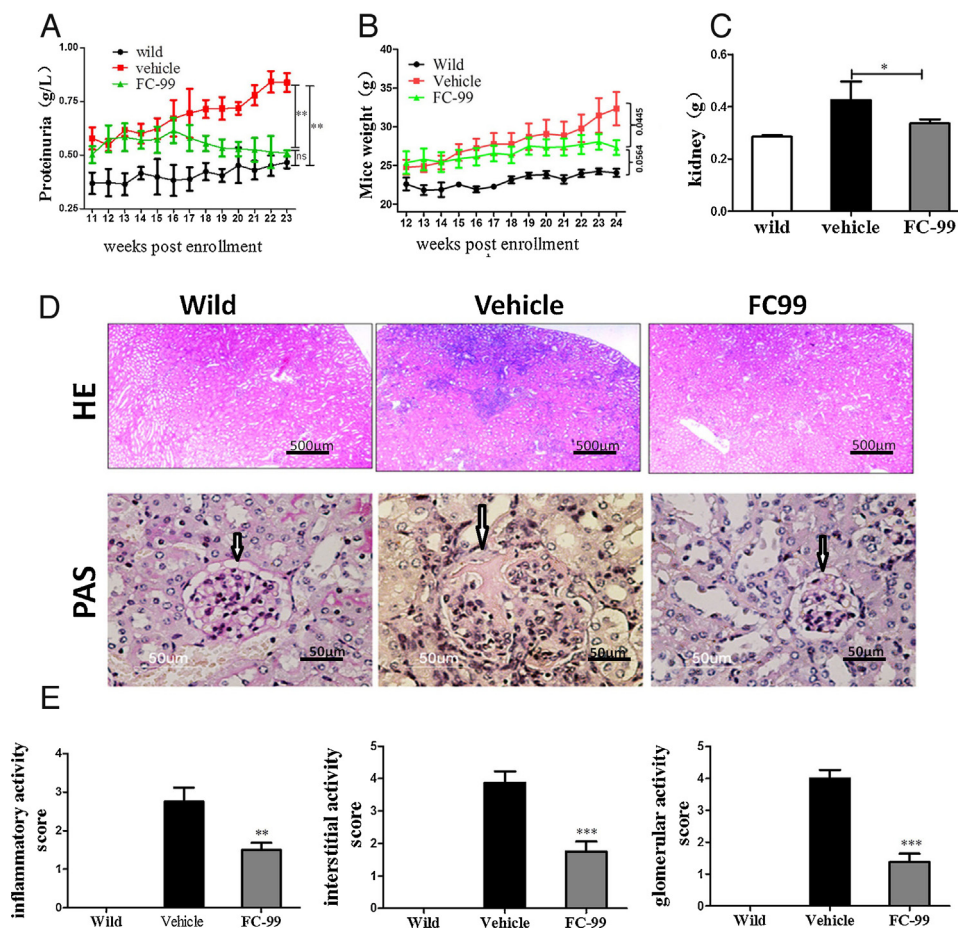 A
wild
vehicle
FC-99
Proteinuria (g/L)
1.00
0.75
0.50
0.25
11 12 13 14 15 16 17 18 19 20 21 22 23
weeks post enrollment
**
**
ns
B
Wild
Vehicle
FC-99
Mice weight (g)
40
35
30
25
20
12 13 14 15 16 17 18 19 20 21 22 23 24
weeks post enrollment
0.0445
0.0564
C
kidney (g)
0.6
0.4
0.2
0.0
*
wild vehicle FC-99
D
Wild Vehicle FC99
HE
500μm 500μm 500μm
PAS
50um 50μm 50um 50μm 50um 50μm
E
inflammatory activity
score
4
3
2
1
**
Wild Vehicle FC-99
interstitial activity
score
5
4
3
2
1
0
***
Wild Vehicle FC-99
glomerular activity
score
5
4
3
2
1
0
***
Wild Vehicle FC-99